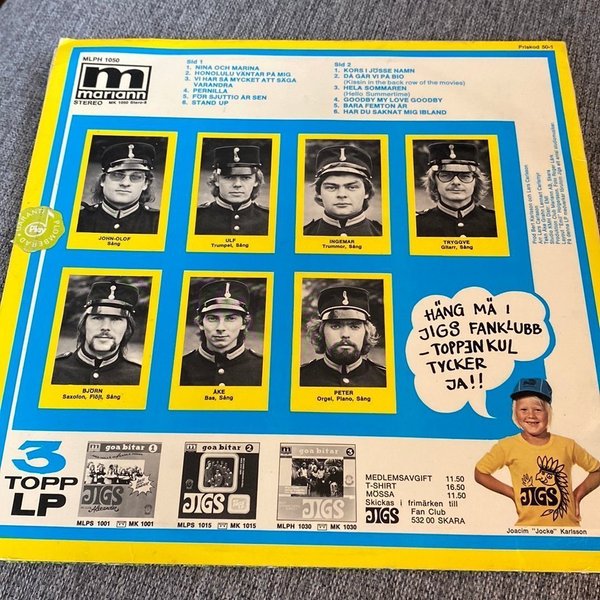 Priskod 50-1
MLPH 1050
m
mariann
STEREO MK 1050 Stereo-8
Sid 1
1. NINA OCH MARINA
2. HONOLULU VÄNTAR PÅ MIG
3. VI HAR SÅ MYCKET ATT SÄGA
VARANDRA
4. PERNILLA
5. FÖR SJUTTIO ÅR SEN
6. STAND UP
Sid 2
1. KORS I JÖSSE NAMN
2. DÅ GÅR VI PÅ BIO
(Kissin in the back row of the movies)
3. HELA SOMMAREN
(Hello Summertime)
4. GOODBY MY LOVE GOODBY
5. BARA FEMTON ÅR
6. HAR DU SAKNAT MIG IBLAND
JOHN-OLOF
Sång
ULF
Trumpet, Sång
INGEMAR
Trummor, Sång
TRYGGVE
Gitarr, Sång
BJÖRN
Saxofon, Flöjt, Sång
ÅKE
Bas, Sång
PETER
Orgel, Piano, Sång
Play
HÄNG MÄ I
JIGS FANKLUBB
– TOPPENKUL
TYCKER
JA!!
3
TOPP
LP
m goa bitar 1
JIGS
MLPS 1001 MK 1001
m goa bitar 2
JIGS
MLPS 1015 MK 1015
m goa bitar 3
JIGS
MLPH 1030 MK 1030
MEDLEMSAVGIFT 11.50
T-SHIRT 16.50
MÖSSA 11.50
Skickas i frimärken till
JIGS Fan Club
532 00 SKARA
JIGS
Joacim "Jocke" Karlsson